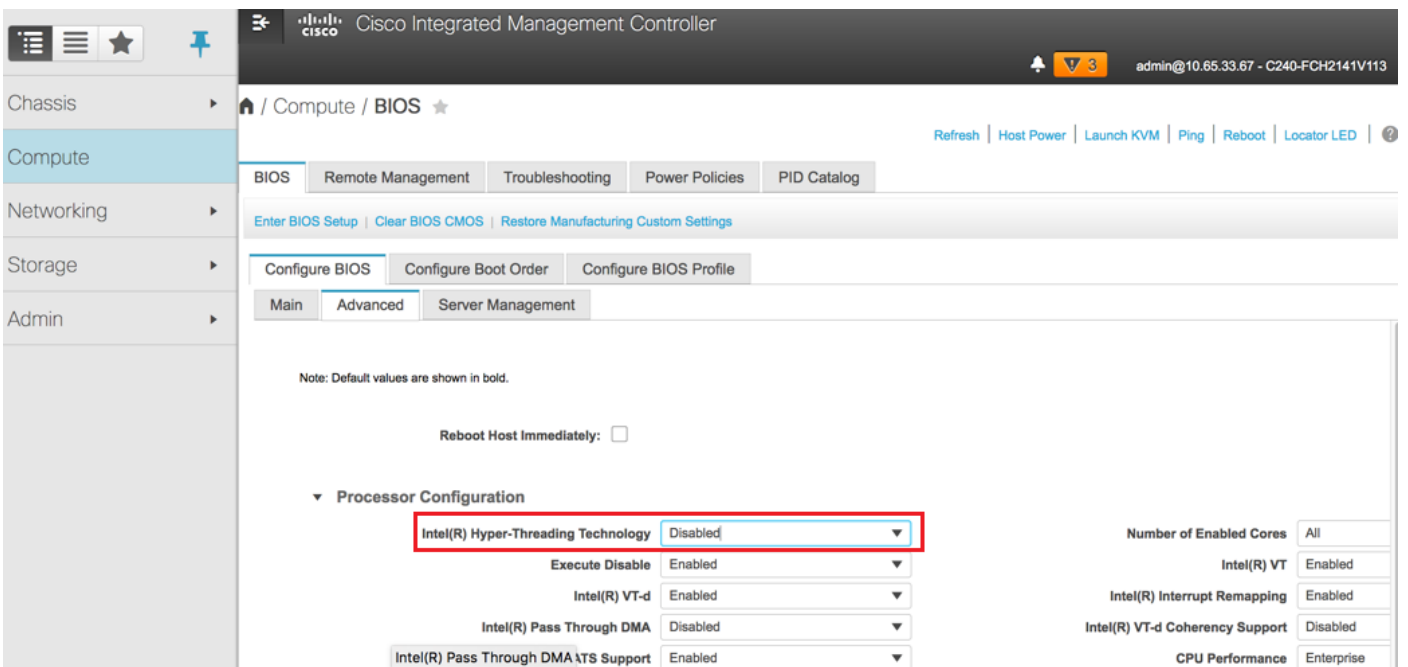 cisco Cisco Integrated Management Controller
3 admin@10.65.33.67 - C240-FCH2141V113
Chassis
Compute
Networking
Storage
Admin
/ Compute / BIOS
Refresh | Host Power | Launch KVM | Ping | Reboot | Locator LED | ?
BIOS Remote Management Troubleshooting Power Policies PID Catalog
Enter BIOS Setup | Clear BIOS CMOS | Restore Manufacturing Custom Settings
Configure BIOS Configure Boot Order Configure BIOS Profile
Main Advanced Server Management
Note: Default values are shown in bold.
Reboot Host Immediately:
Processor Configuration
Intel(R) Hyper-Threading Technology Disabled Number of Enabled Cores All
Execute Disable Enabled Intel(R) VT Enabled
Intel(R) VT-d Enabled Intel(R) Interrupt Remapping Enabled
Intel(R) Pass Through DMA Disabled Intel(R) VT-d Coherency Support Disabled
Intel(R) Pass Through DMA ATS Support Enabled CPU Performance Enterprise